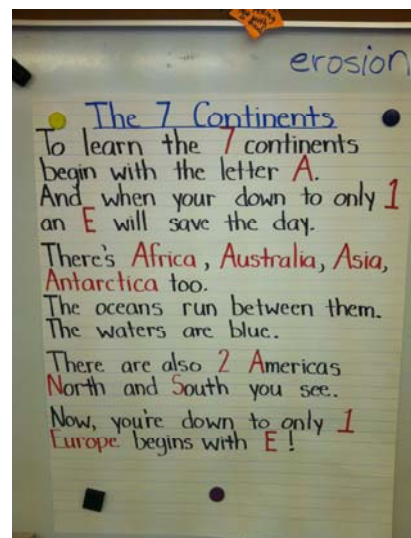 erosion
The 7 Continents
To learn the 7 continents
begin with the letter A.
And when your down to only 1
an E will save the day.
There's Africa, Australia, Asia,
Antarctica too.
The oceans run between them.
The waters are blue.
There are also 2 Americas
North and South you see.
Now, you're down to only 1
Europe begins with E!